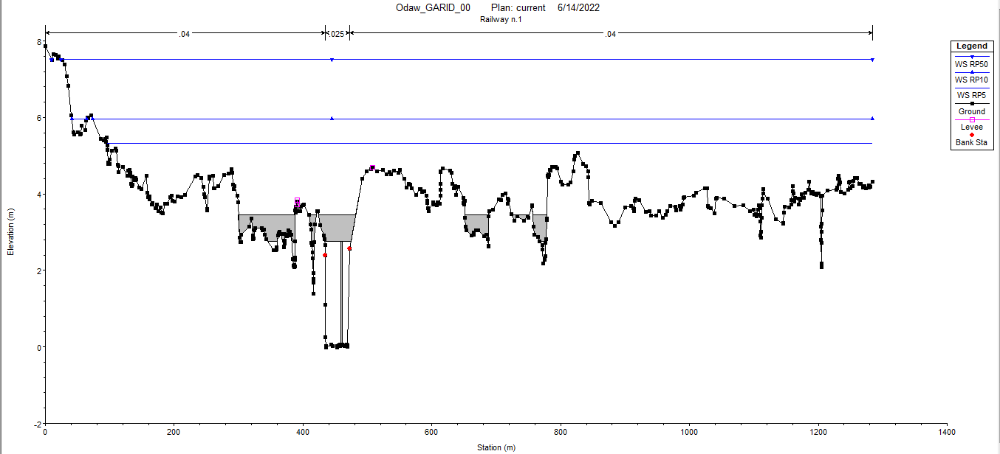 Odaw_GARID_00 Plan: current 6/14/2022
Railway n.1
.04 .025 .04
Legend
WS RP50
WS RP10
WS RP5
Ground
Levee
Bank Sta
8
6
4
2
0
-2
Elevation (m)
0 200 400 600 800 1000 1200 1400
Station (m)